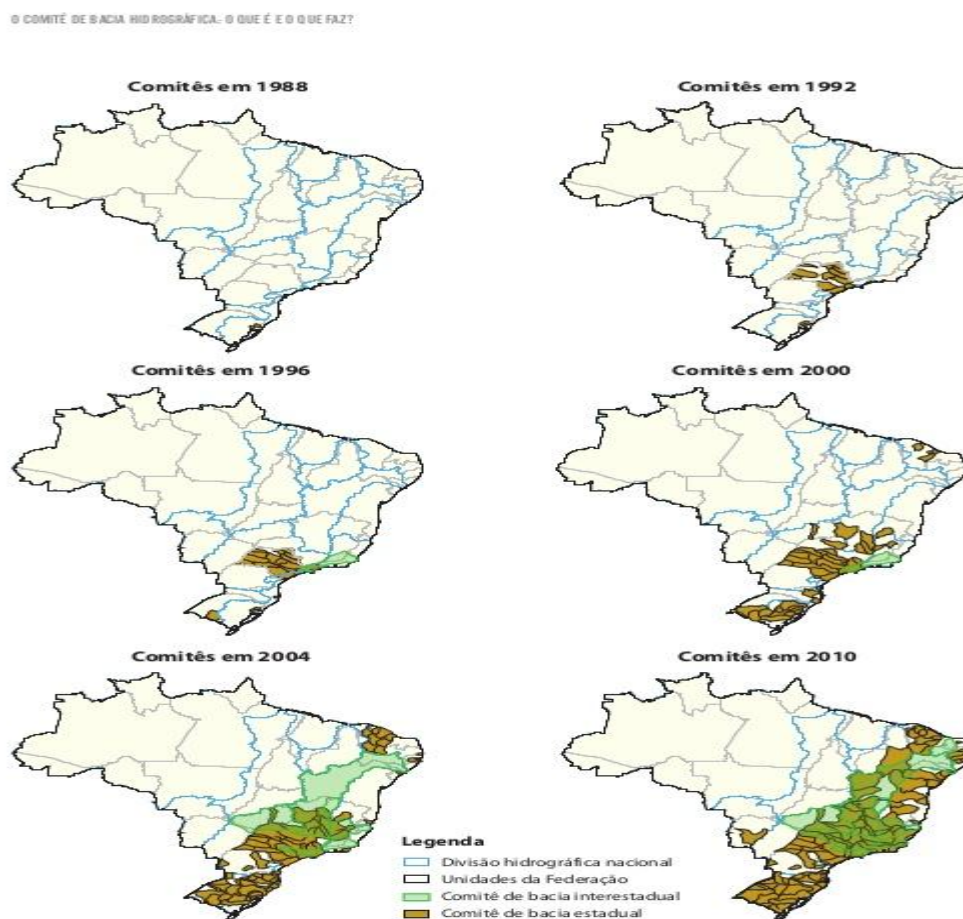 O COMITÊ DE BACIA HIDROGRÁFICA: O QUE É E O QUE FAZ?
Comitês em 1988
Comitês em 1992
Comitês em 1996
Comitês em 2000
Comitês em 2004
Comitês em 2010
Legenda
Divisão hidrográfica nacional
Unidades da Federação
Comitê de bacia interestadual
Comitê de bacia estadual